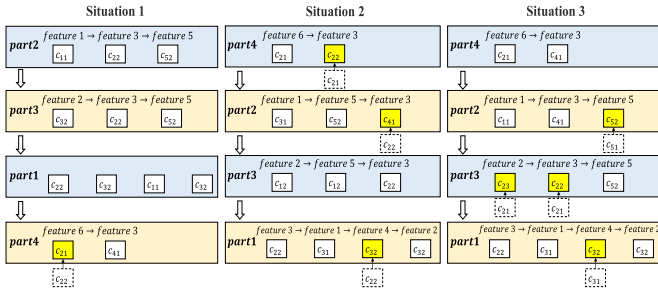 Situation 1
part2 feature 1 → feature 3 → feature 5
c11 c22 c52
part3 feature 2 → feature 3 → feature 5
c32 c22 c52
part1
c22 c32 c11 c32
part4 feature 6 → feature 3
c21 c41
c22
Situation 2
part4 feature 6 → feature 3
c21 c22
c21
part2 feature 1 → feature 5 → feature 3
c31 c52 c41
c22
part3 feature 2 → feature 5 → feature 3
c12 c12 c22
part1 feature 3 → feature 1 → feature 4 → feature 2
c22 c31 c32 c32
c22
Situation 3
part4 feature 6 → feature 3
c21 c41
part2 feature 1 → feature 3 → feature 5
c11 c41 c52
c51
part3 feature 2 → feature 3 → feature 5
c23 c22 c52
c21 c21
part1 feature 3 → feature 1 → feature 4 → feature 2
c22 c31 c32 c32
c31